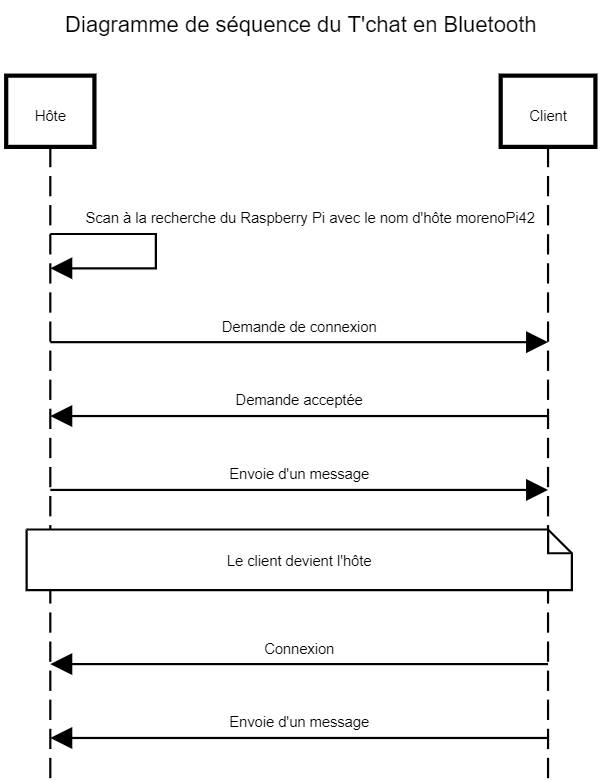 Diagramme de séquence du T'chat en Bluetooth
Hôte
Client
Scan à la recherche du Raspberry Pi avec le nom d'hôte morenoPi42
Demande de connexion
Demande acceptée
Envoie d'un message
Le client devient l'hôte
Connexion
Envoie d'un message